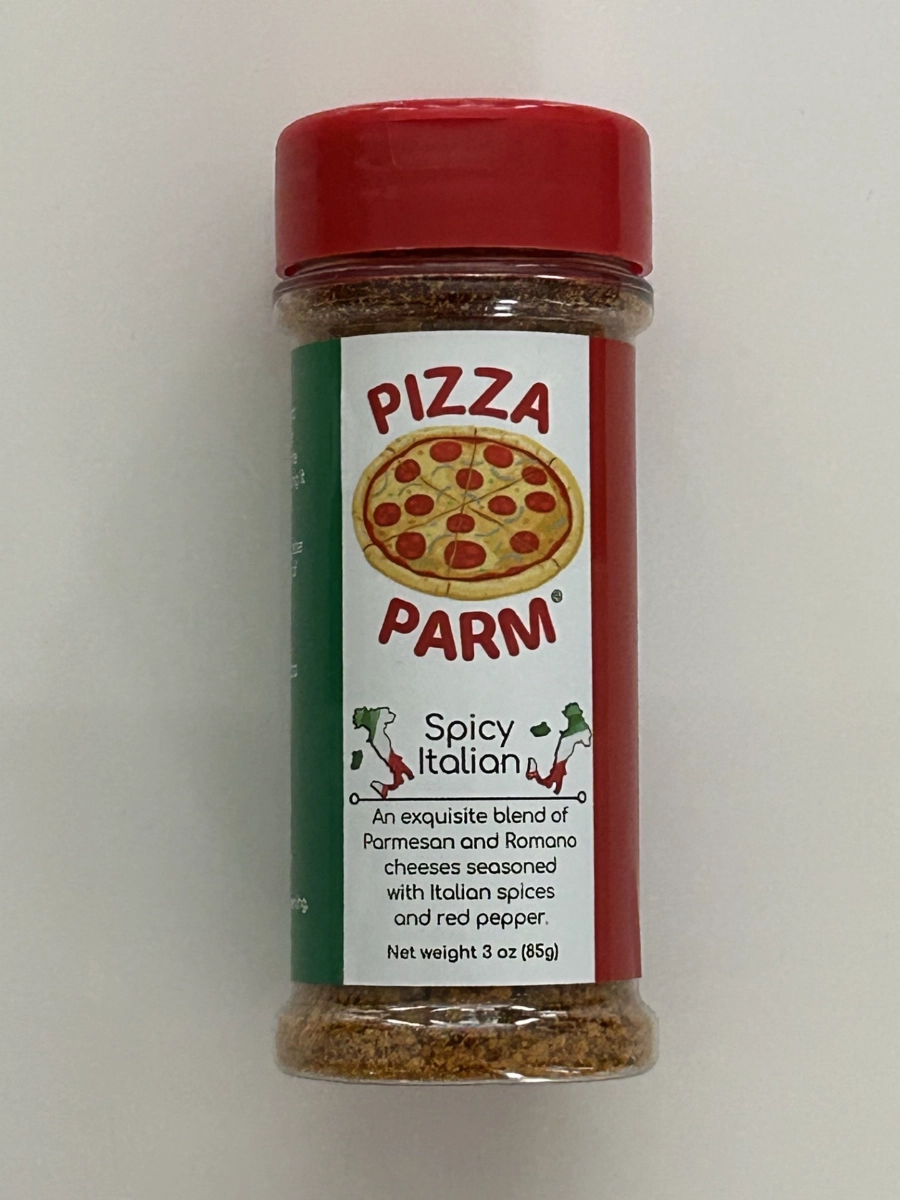 PIZZA
PARM®
Spicy
Italian
An exquisite blend of
Parmesan and Romano
cheeses seasoned
with Italian spices
and red pepper.
Net weight 3 oz (85g)